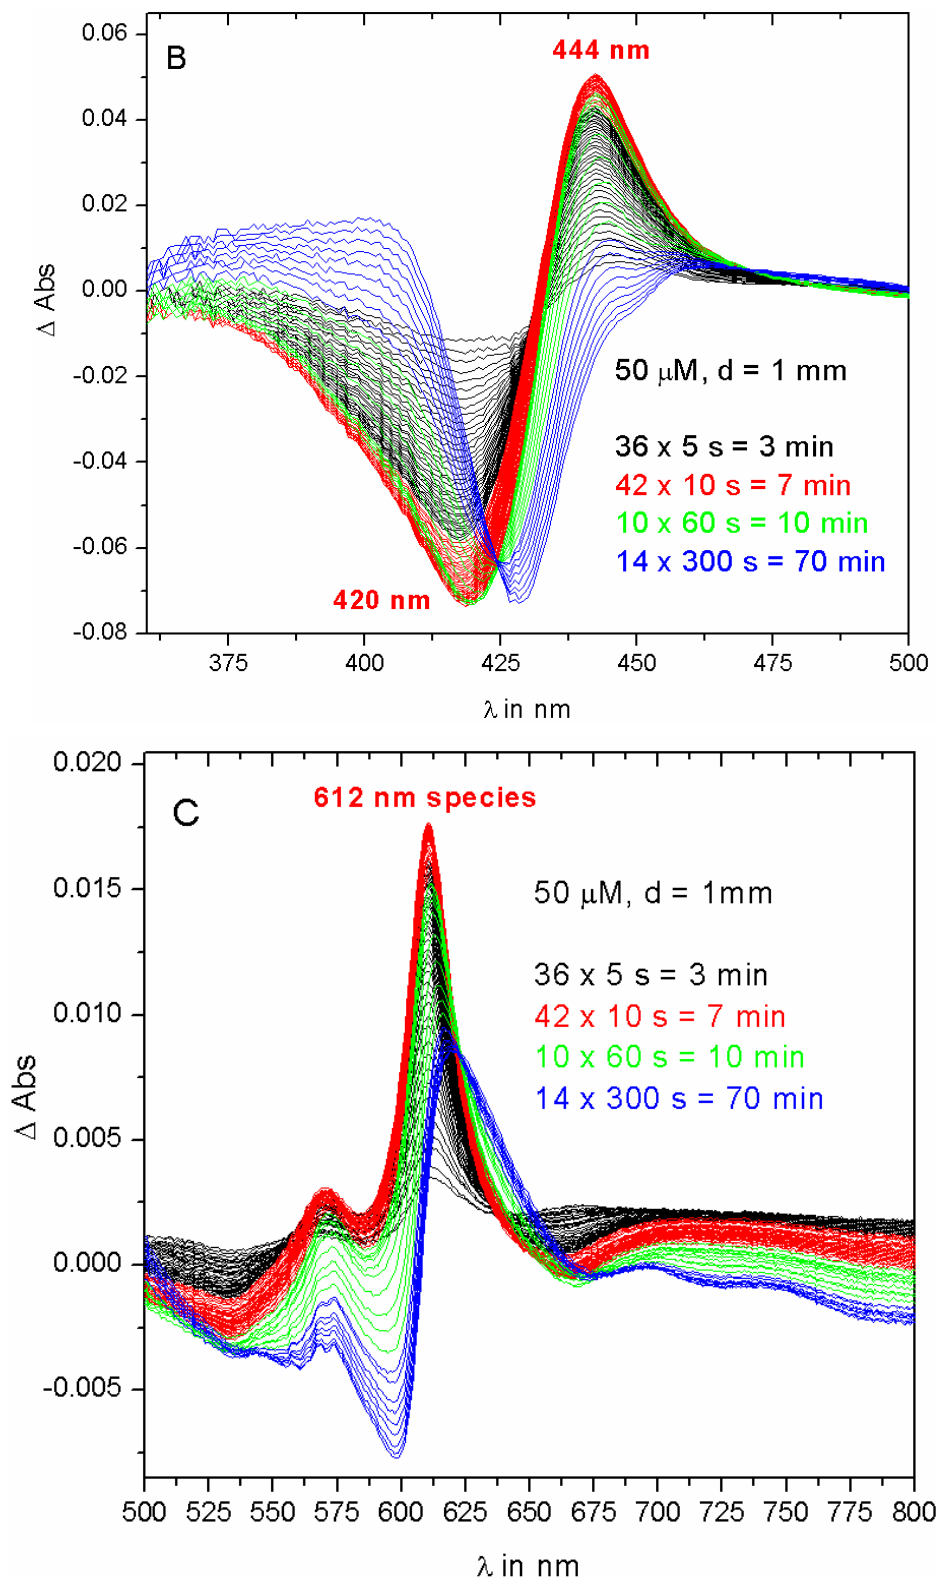 0.06
B
444 nm
0.04
0.02
Δ Abs
0.00
-0.02
50 μM, d = 1 mm
-0.04
36 x 5 s = 3 min
42 x 10 s = 7 min
10 x 60 s = 10 min
-0.06
14 x 300 s = 70 min
420 nm
-0.08
375 400 425 450 475 500
λ in nm
0.020
612 nm species
C
0.015
50 μM, d = 1mm
36 x 5 s = 3 min
0.010
42 x 10 s = 7 min
10 x 60 s = 10 min
14 x 300 s = 70 min
Δ Abs
0.005
0.000
-0.005
500 525 550 575 600 625 650 675 700 725 750 775 800
λ in nm